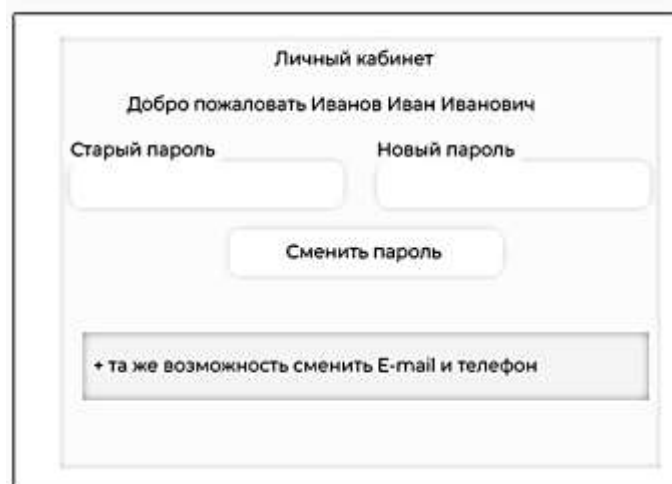 Личный кабинет
Добро пожаловать Иванов Иван Иванович
Старый пароль
Новый пароль
Сменить пароль
+ та же возможность сменить E-mail и телефон